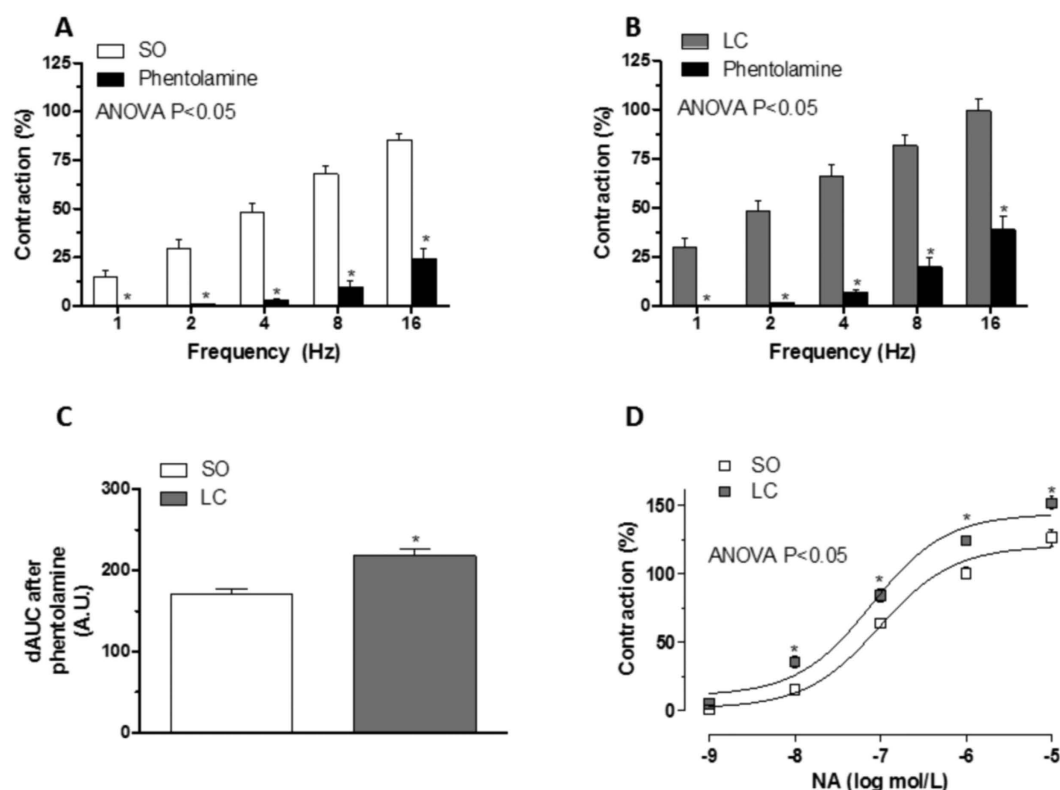 A
SO
Phentolamine
ANOVA P<0.05
Contraction (%)
125
100
75
50
25
0
*
*
*
*
*
1 2 4 8 16
Frequency (Hz)
B
LC
Phentolamine
ANOVA P<0.05
Contraction (%)
125
100
75
50
25
0
*
*
*
*
*
1 2 4 8 16
Frequency (Hz)
C
SO
LC
dAUC after
phentolamine
(A.U.)
300
200
100
0
*
D
SO
LC
ANOVA P<0.05
Contraction (%)
150
100
50
0
*
*
*
*
-9 -8 -7 -6 -5
NA (log mol/L)